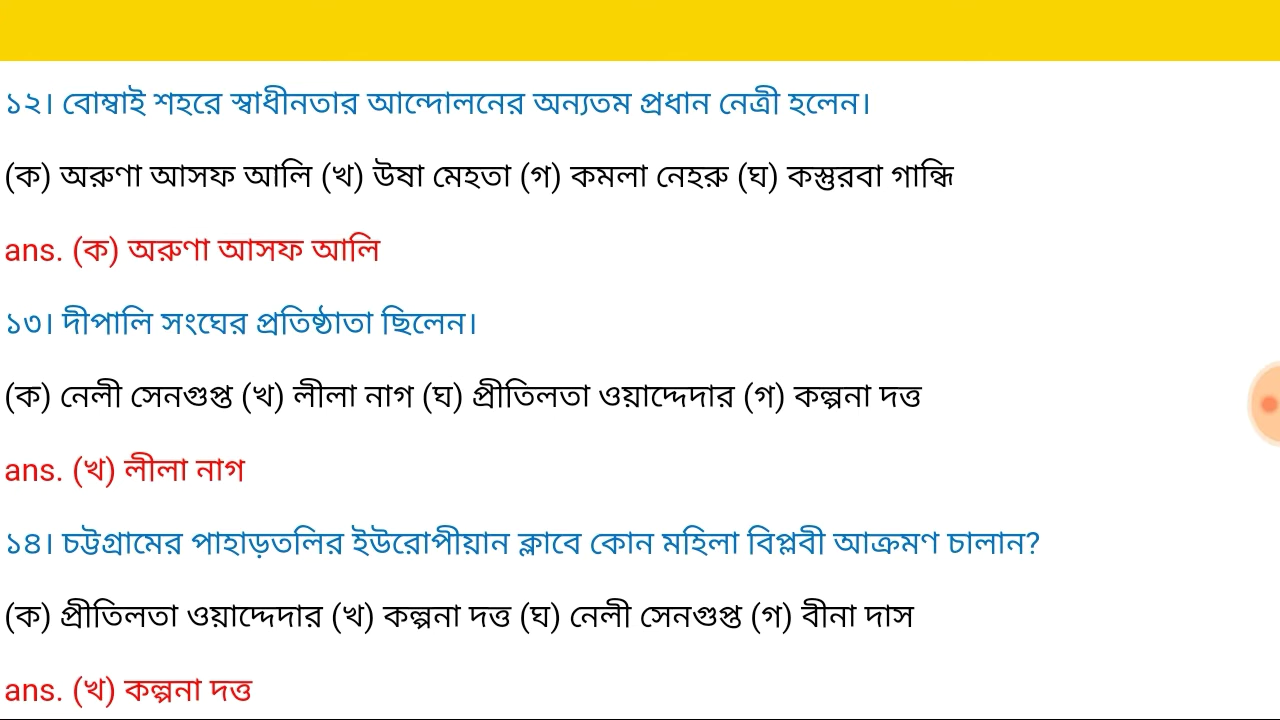 ১২। বোম্বাই শহরে স্বাধীনতার আন্দোলনের অন্যতম প্রধান নেত্রী হলেন।
(ক) অরুণা আসফ আলি (খ) উষা মেহতা (গ) কমলা নেহরু (ঘ) কস্তুরবা গান্ধি
ans. (ক) অরুণা আসফ আলি
১৩। দীপালি সংঘের প্রতিষ্ঠাতা ছিলেন।
(ক) নেলী সেনগুপ্ত (খ) লীলা নাগ (ঘ) প্রীতিলতা ওয়াদ্দেদার (গ) কল্পনা দত্ত
ans. (খ) লীলা নাগ
১৪। চট্টগ্রামের পাহাড়তলির ইউরোপীয়ান ক্লাবে কোন মহিলা বিপ্লবী আক্রমণ চালান?
(ক) প্রীতিলতা ওয়াদ্দেদার (খ) কল্পনা দত্ত (ঘ) নেলী সেনগুপ্ত (গ) বীনা দাস
ans. (খ) কল্পনা দত্ত